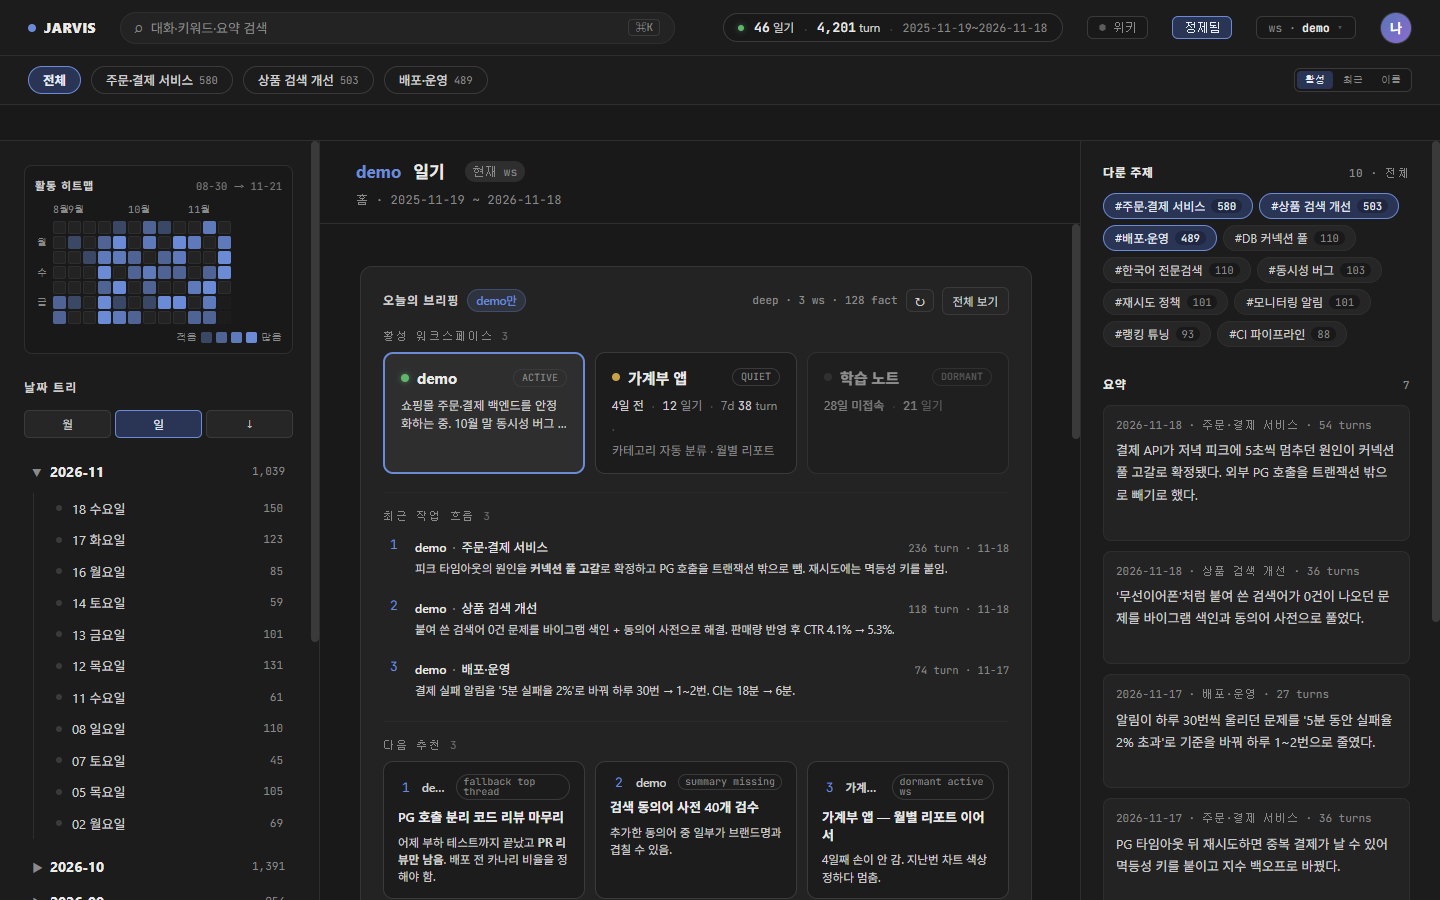 JARVIS
대화·키워드·요약 검색
⌘K
46 일기 · 4,201 turn · 2025-11-19~2026-11-18
위키
정제됨
ws · demo
나
전체
주문·결제 서비스 580
상품 검색 개선 503
배포·운영 489
활성 최근 이름
활동 히트맵 08-30 → 11-21
8월9월 10월 11월
월
수
금
적음 많음
날짜 트리
월 일 ↓
▼ 2026-11 1,039
18 수요일 150
17 화요일 123
16 월요일 85
14 토요일 59
13 금요일 101
12 목요일 131
11 수요일 61
08 일요일 110
07 토요일 45
05 목요일 105
02 월요일 69
▶ 2026-10 1,391
demo 일기 현재 ws
홈 · 2025-11-19 ~ 2026-11-18
오늘의 브리핑 demo만 deep · 3 ws · 128 fact ↻ 전체 보기
활성 워크스페이스 3
demo ACTIVE
쇼핑몰 주문·결제 백엔드를 안정
화하는 중. 10월 말 동시성 버그 ...
가계부 앱 QUIET
4일 전 · 12 일기 · 7d 38 turn
·
카테고리 자동 분류 · 월별 리포트
학습 노트 DORMANT
28일 미접속 · 21 일기
최근 작업 흐름 3
1 demo · 주문·결제 서비스 236 turn · 11-18
피크 타임아웃의 원인을 커넥션 풀 고갈로 확정하고 PG 호출을 트랜잭션 밖으로 뺌. 재시도에는 멱등성 키를 붙임.
2 demo · 상품 검색 개선 118 turn · 11-18
붙여 쓴 검색어 0건 문제를 바이그램 색인 + 동의어 사전으로 해결. 판매량 반영 후 CTR 4.1% → 5.3%.
3 demo · 배포·운영 74 turn · 11-17
결제 실패 알림을 '5분 실패율 2%'로 바꿔 하루 30번 → 1~2번. CI는 18분 → 6분.
다음 추천 3
1 de... fallback top
thread
PG 호출 분리 코드 리뷰 마무리
어제 부하 테스트까지 끝났고 PR 리
뷰만 남음. 배포 전 카나리 비율을 정
해야 함.
2 demo summary missing
검색 동의어 사전 40개 검수
추가한 동의어 중 일부가 브랜드명과
겹칠 수 있음.
3 가계... dormant active
ws
가계부 앱 — 월별 리포트 이어
서
4일째 손이 안 감. 지난번 차트 색상
정하다 멈춤.
다룬 주제 10 · 전체
#주문·결제 서비스 580 #상품 검색 개선 503
#배포·운영 489 #DB 커넥션 풀 110
#한국어 전문검색 110 #동시성 버그 103
#재시도 정책 101 #모니터링 알림 101
#랭킹 튜닝 93 #CI 파이프라인 88
요약 7
2026-11-18 · 주문·결제 서비스 · 54 turns
결제 API가 저녁 피크에 5초씩 멈추던 원인이 커넥션
풀 고갈로 확정됐다. 외부 PG 호출을 트랜잭션 밖으
로 빼기로 했다.
2026-11-18 · 상품 검색 개선 · 36 turns
'무선이어폰'처럼 붙여 쓴 검색어가 0건이 나오던 문
제를 바이그램 색인과 동의어 사전으로 풀었다.
2026-11-17 · 배포·운영 · 27 turns
알림이 하루 30번씩 울리던 문제를 '5분 동안 실패율
2% 초과'로 기준을 바꿔 하루 1~2번으로 줄였다.
2026-11-17 · 주문·결제 서비스 · 36 turns
PG 타임아웃 뒤 재시도하면 중복 결제가 날 수 있어
멱등성 키를 붙이고 지수 백오프로 바꿨다.